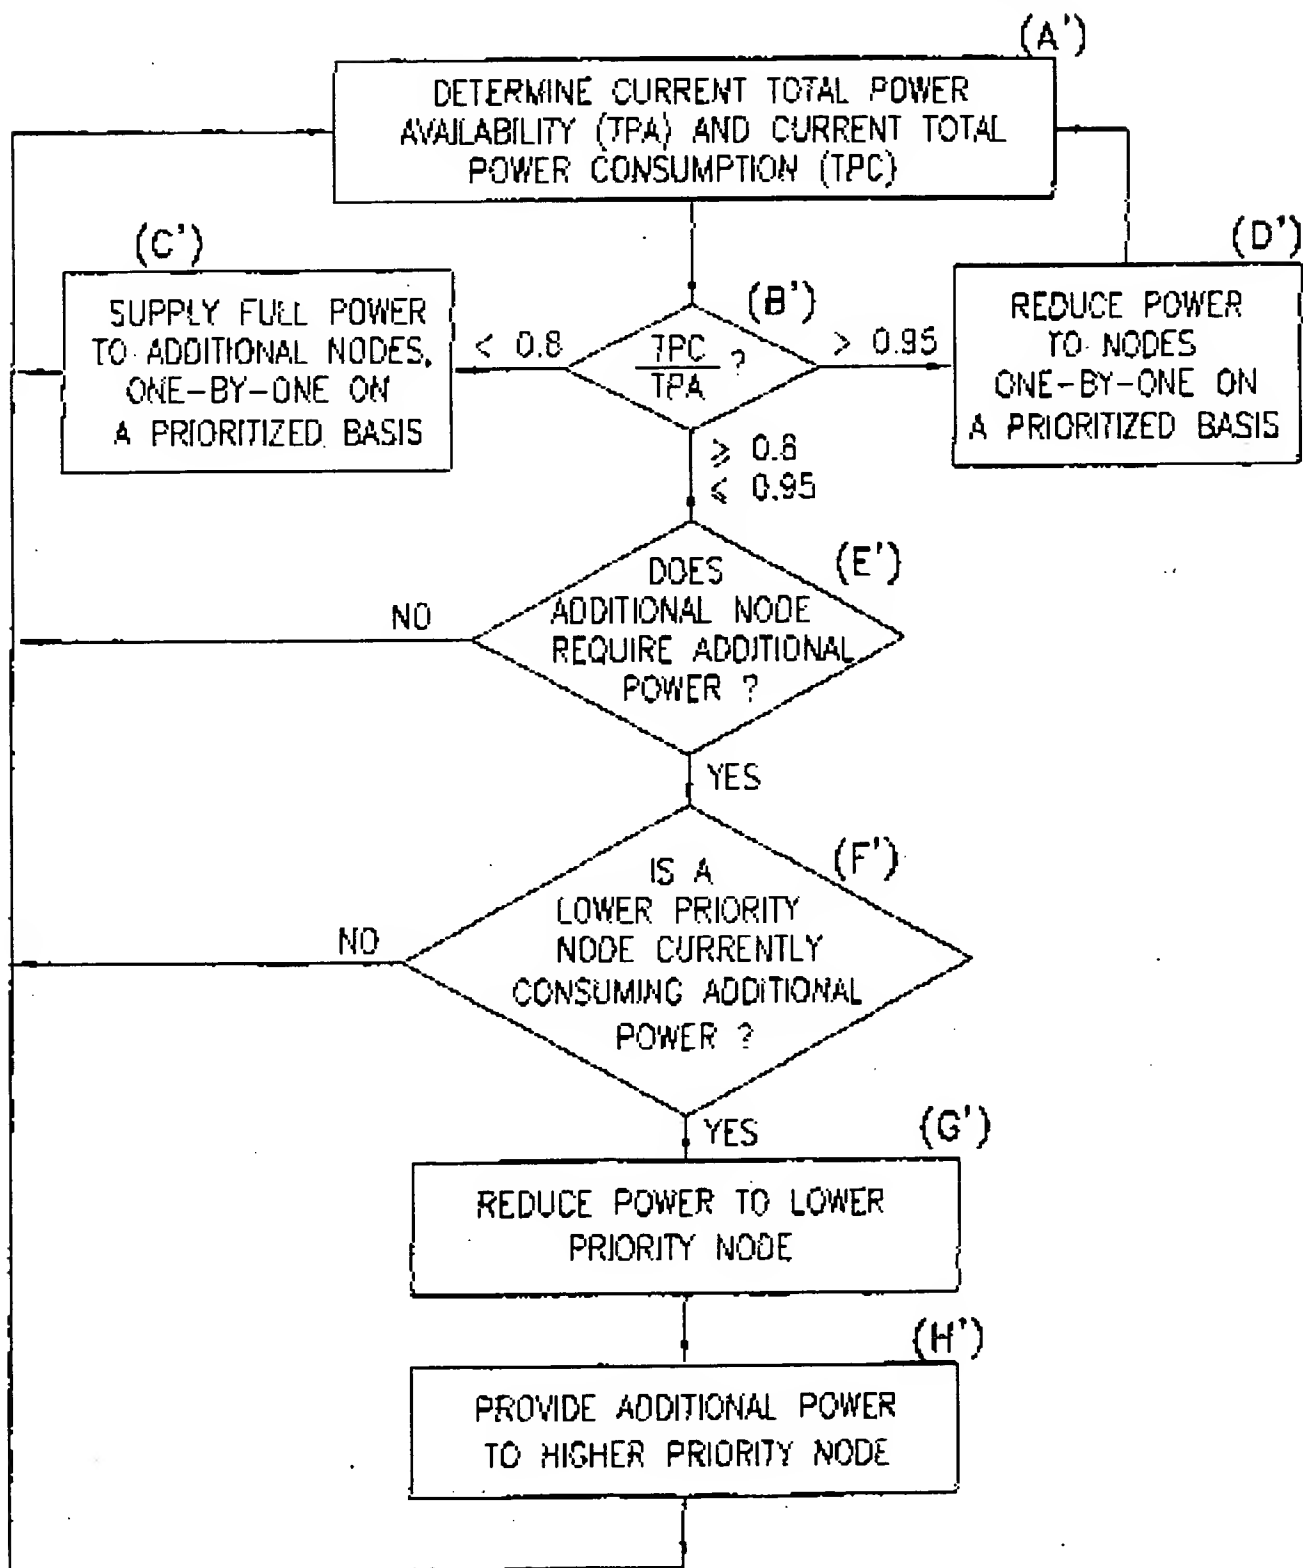 (A')
DETERMINE CURRENT TOTAL POWER
AVAILABILITY (TPA) AND CURRENT TOTAL
POWER CONSUMPTION (TPC)
(C')
SUPPLY FULL POWER
TO ADDITIONAL NODES,
ONE-BY-ONE ON
A PRIORITIZED BASIS
< 0.8
(B')
TPC
TPA
?
> 0.95
(D')
REDUCE POWER
TO NODES
ONE-BY-ONE ON
A PRIORITIZED BASIS
≥ 0.8
≤ 0.95
(E')
DOES
ADDITIONAL NODE
REQUIRE ADDITIONAL
POWER ?
NO
YES
(F')
IS A
LOWER PRIORITY
NODE CURRENTLY
CONSUMING ADDITIONAL
POWER ?
NO
YES
(G')
REDUCE POWER TO LOWER
PRIORITY NODE
(H')
PROVIDE ADDITIONAL POWER
TO HIGHER PRIORITY NODE